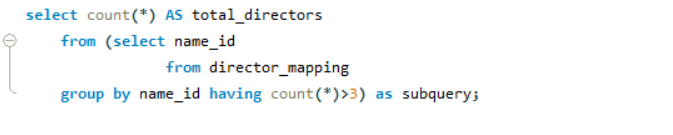 select count(*) AS total_directors
from (select name_id
from director_mapping
group by name_id having count(*)>3) as subquery;